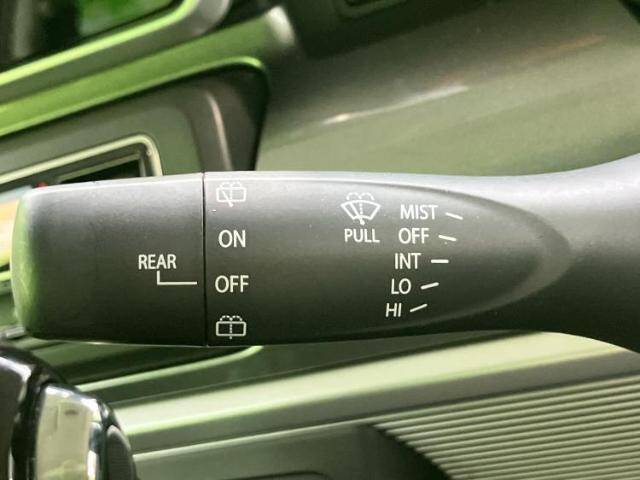 REAR
ON
OFF
PULL
MIST
OFF
INT
LO
HI